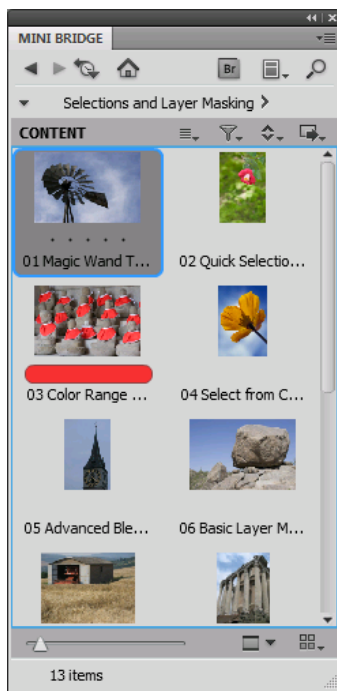 MINI BRIDGE
Br
Selections and Layer Masking >
CONTENT
01 Magic Wand T...
02 Quick Selectio...
03 Color Range ...
04 Select from C...
05 Advanced Ble...
06 Basic Layer M...
13 items